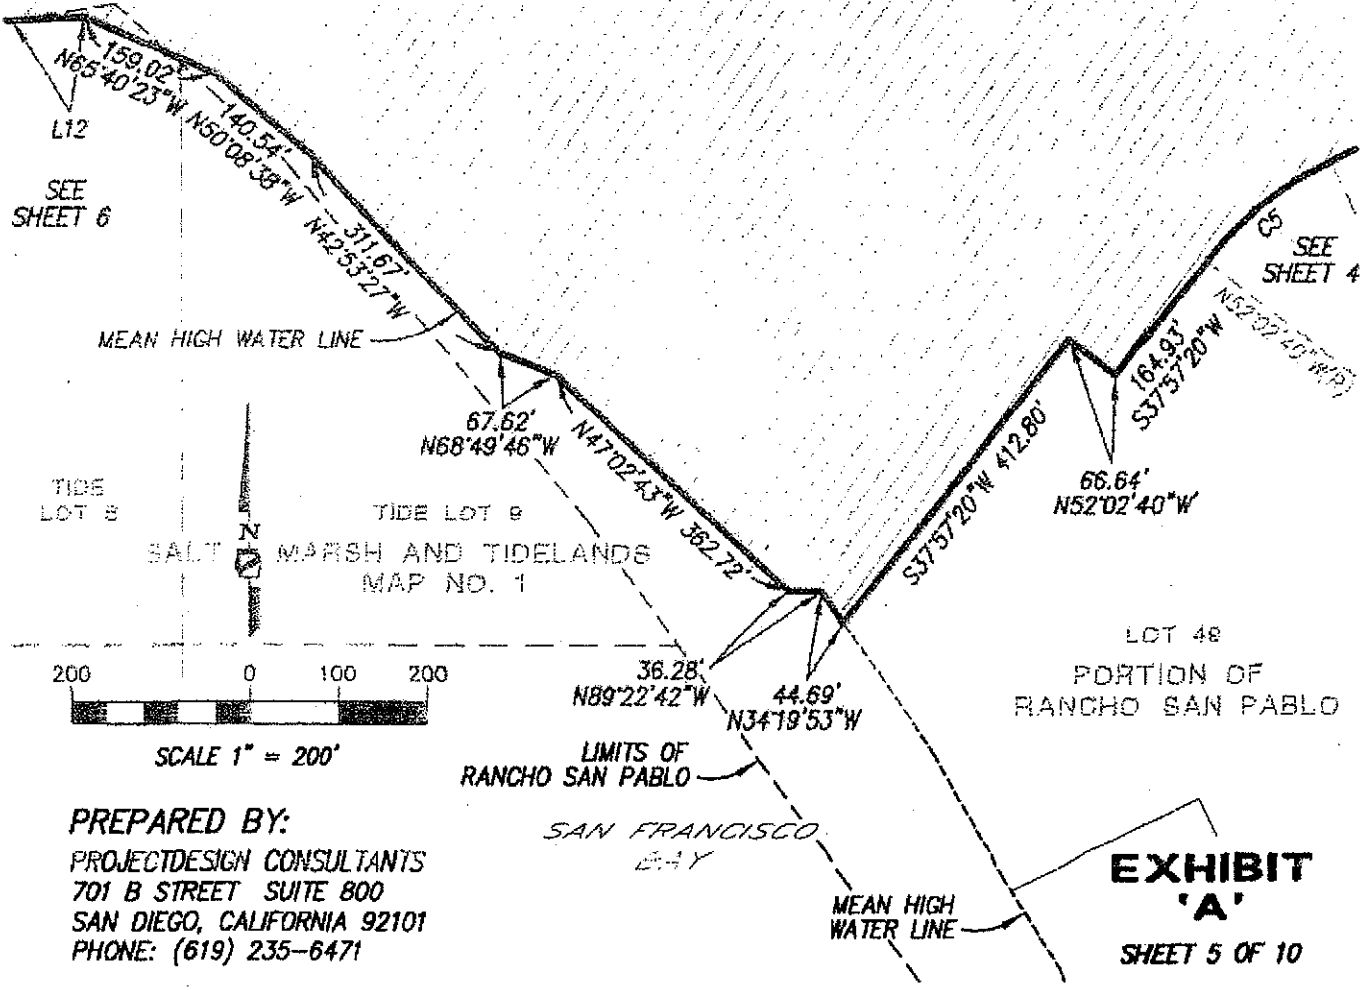 159.02'
N65°40'23"W
L12
140.54'
N50°08'38"W
SEE
SHEET 6
311.67'
N42°53'27"W
C5
SEE
SHEET 4
N52°02'40"W(R)
164.93'
S37°57'20"W
MEAN HIGH WATER LINE
67.62'
N68°49'46"W
N47°02'43"W 362.72'
S37°57'20"W 412.80'
66.64'
N52°02'40"W
TIDE
LOT 8
N
TIDE LOT 9
SALT MARSH AND TIDELANDS
MAP NO. 1
LOT 48
PORTION OF
RANCHO SAN PABLO
36.28'
N89°22'42"W
44.69'
N34°19'53"W
200 0 100 200
SCALE 1" = 200'
LIMITS OF
RANCHO SAN PABLO
SAN FRANCISCO
BAY
PREPARED BY:
PROJECTDESIGN CONSULTANTS
701 B STREET SUITE 800
SAN DIEGO, CALIFORNIA 92101
PHONE: (619) 235-6471
MEAN HIGH
WATER LINE
EXHIBIT
'A'
SHEET 5 OF 10